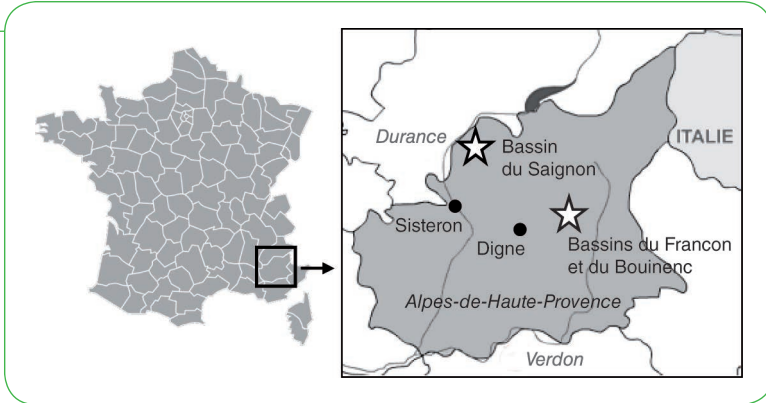 Durance
ITALIE
Bassin
du Saignon
Sisteron
Digne
Bassins du Francon
et du Bouinenc
Alpes-de-Haute-Provence
Verdon